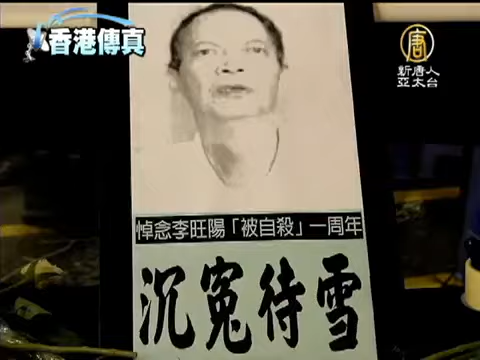 香港傳真
唐
新唐人
亞太台
悼念李旺陽「被自殺」一周年
沉冤待雪